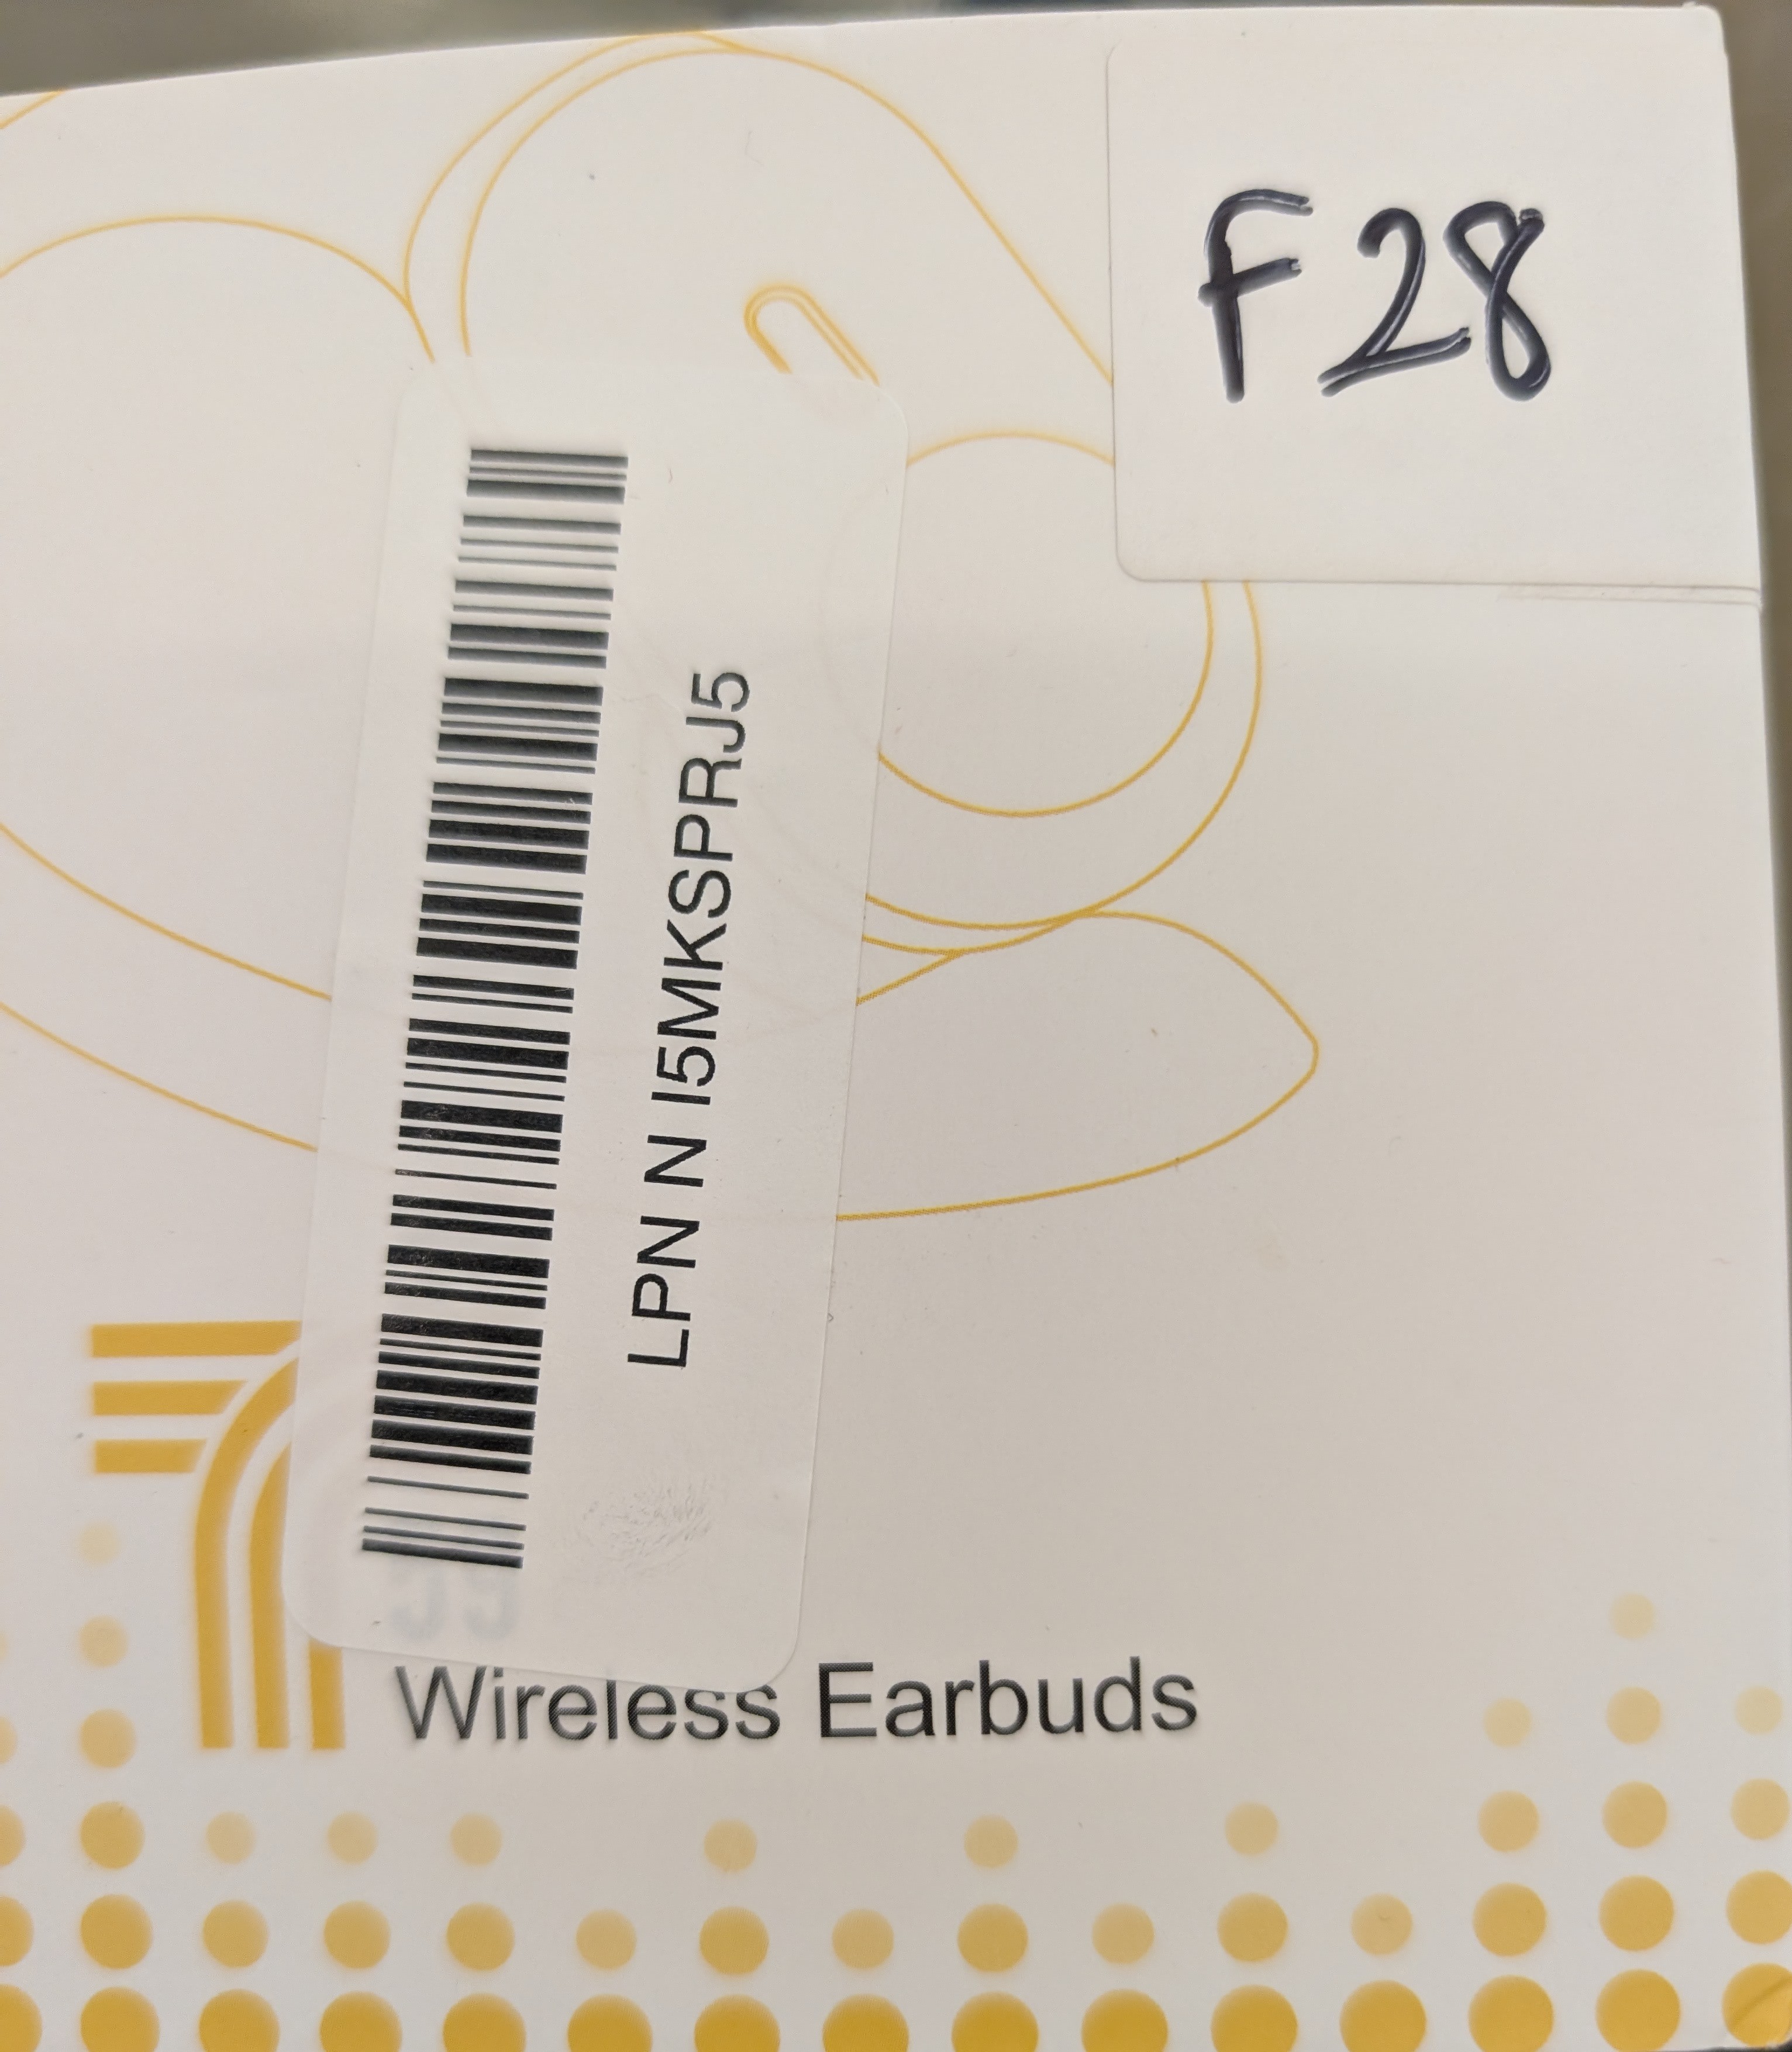 F28
LPN N I5MKSPRJ5
Wireless Earbuds